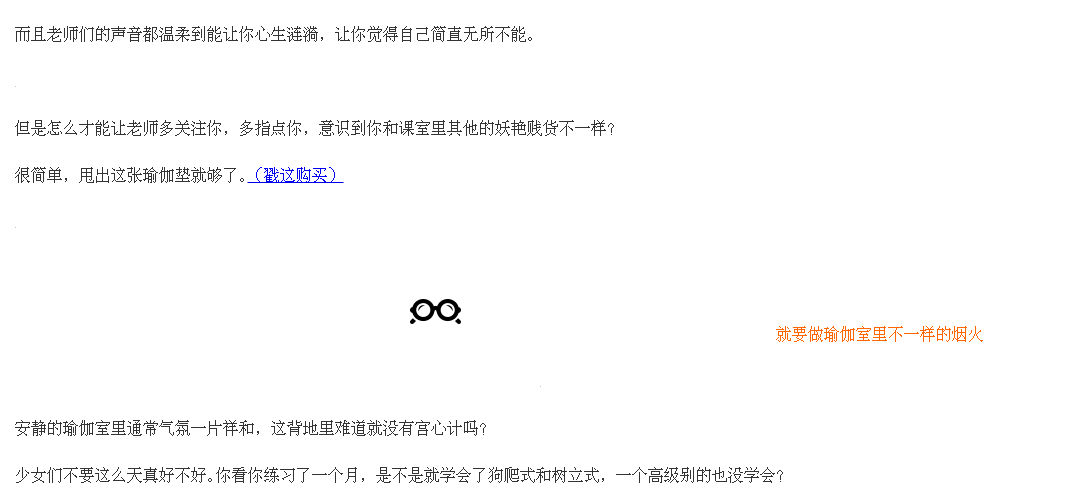 而且老师们的声音都温柔到能让你心生涟漪，让你觉得自己简直无所不能。
但是怎么才能让老师多关注你，多指点你，意识到你和课室里其他的妖艳贱货不一样？
很简单，甩出这张瑜伽垫就够了。（戳这购买）
就要做瑜伽室里不一样的烟火
安静的瑜伽室里通常气氛一片祥和，这背地里难道就没有宫心计吗？
少女们不要这么天真好不好。你看你练习了一个月，是不是就学会了狗爬式和树立式，一个高级别的也没学会？